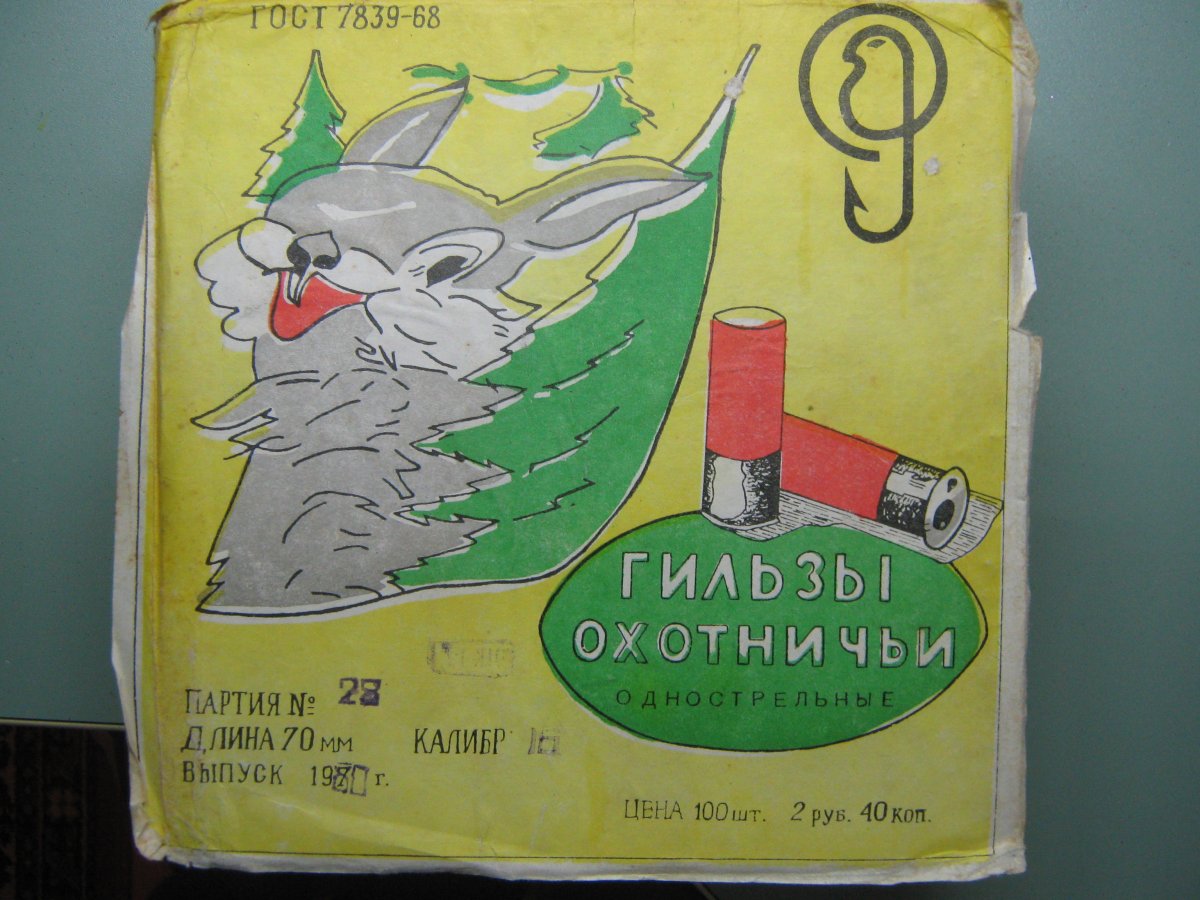 ГОСТ 7839-68
ГИЛЬЗЫ
ОХОТНИЧЬИ
ОДНОСТРЕЛЬНЫЕ
ПАРТИЯ № 28
ДЛИНА 70 мм КАЛИБР
ВЫПУСК 1980 г.
ЦЕНА 100 шт. 2 руб. 40 коп.